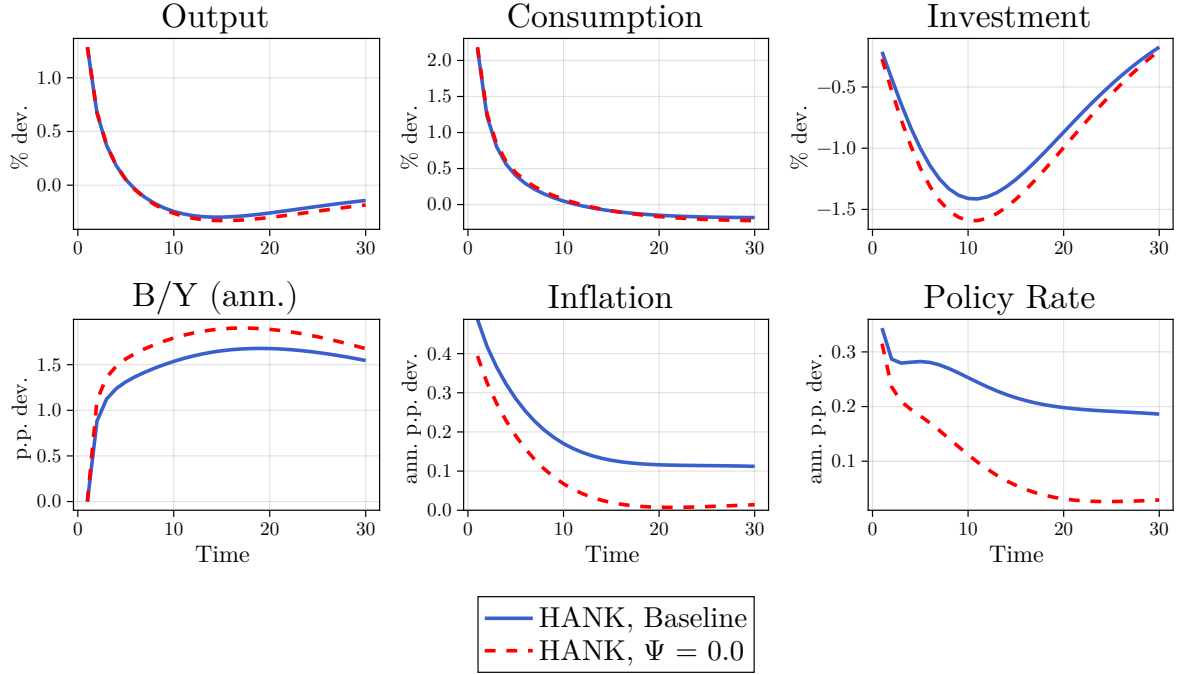 Output
Consumption
Investment
% dev.
1.0
0.5
0.0
0
10
20
30
% dev.
2.0
1.5
1.0
0.5
0.0
0
10
20
30
% dev.
−0.5
−1.0
−1.5
0
10
20
30
B/Y (ann.)
Inflation
Policy Rate
p.p. dev.
1.5
1.0
0.5
0.0
0
10
20
30
Time
ann. p.p. dev.
0.4
0.3
0.2
0.1
0.0
0
10
20
30
Time
ann. p.p. dev.
0.3
0.2
0.1
0
10
20
30
Time
HANK, Baseline
HANK, Ψ = 0.0